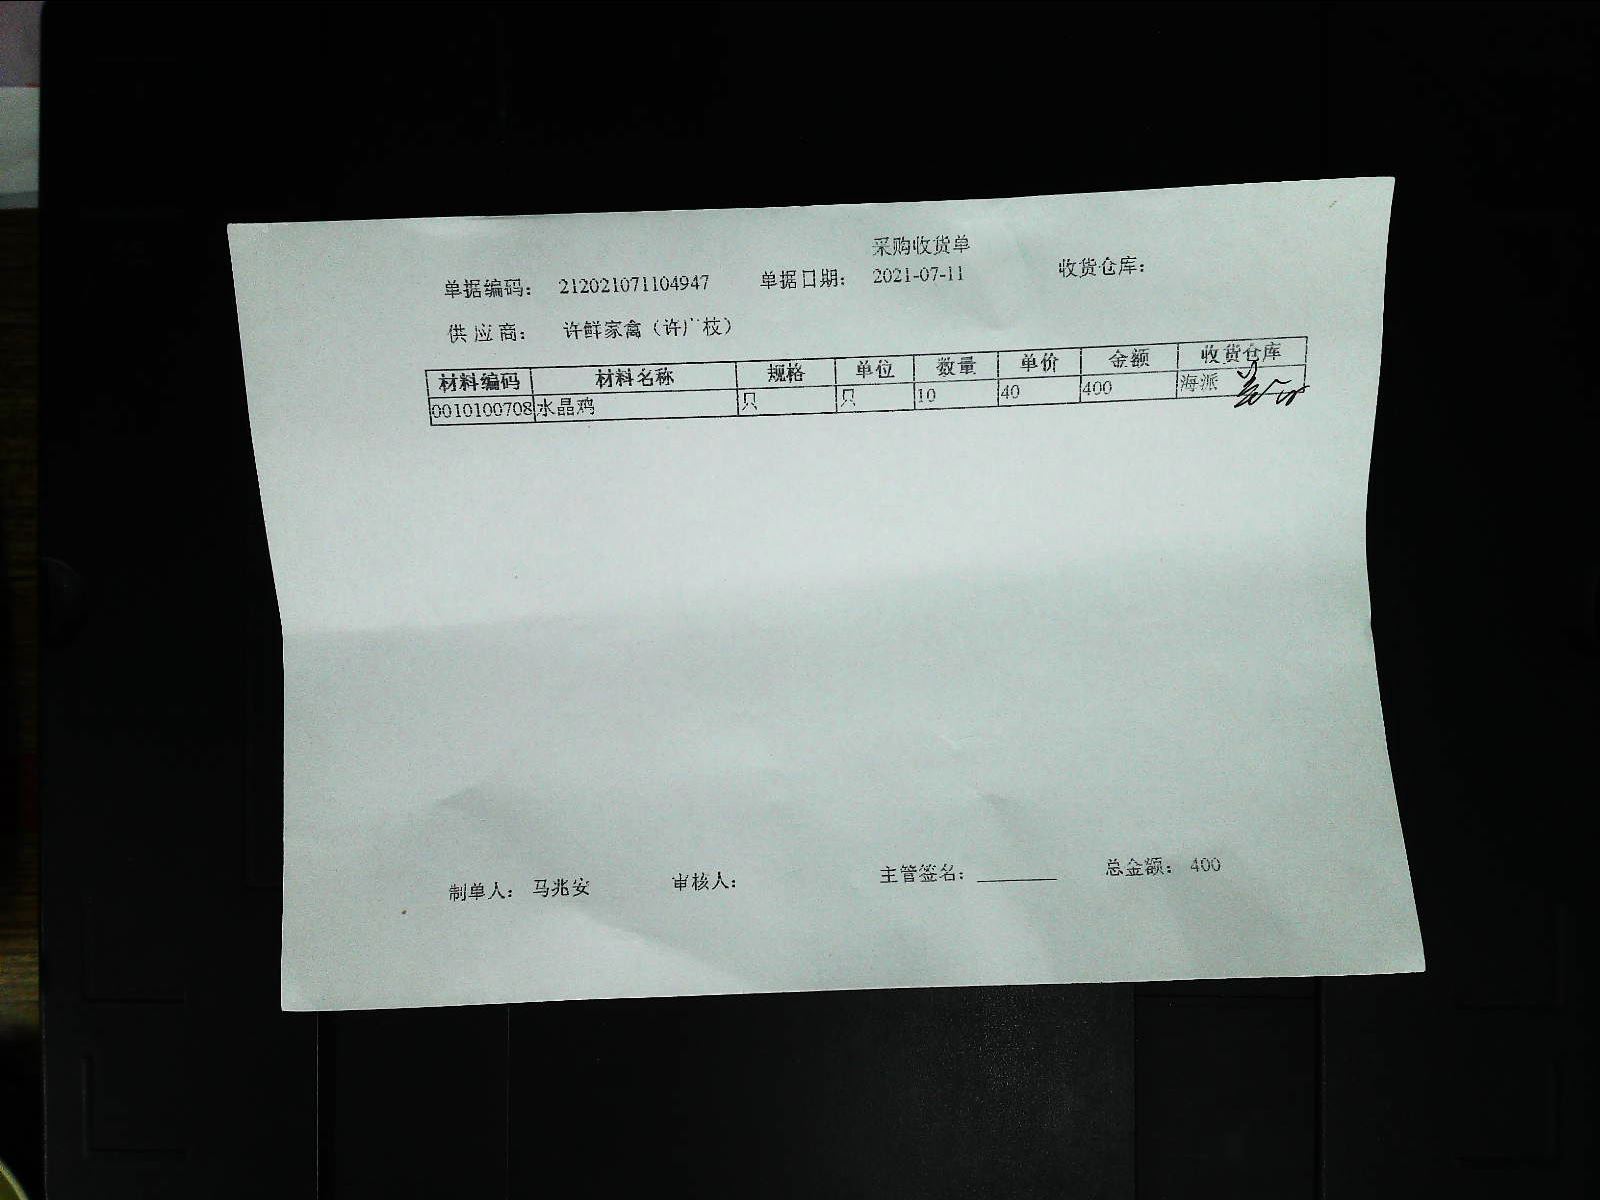 采购收货单
单据编码： 212021071104947 单据日期： 2021-07-11 收货仓库：
供 应 商： 许鲜家禽（许广枝）
材料编码 材料名称 规格 单位 数量 单价 金额 收货仓库
0010100708 水晶鸡 只 只 10 40 400 海派
制单人： 马兆安 审核人： 主管签名： 总金额： 400